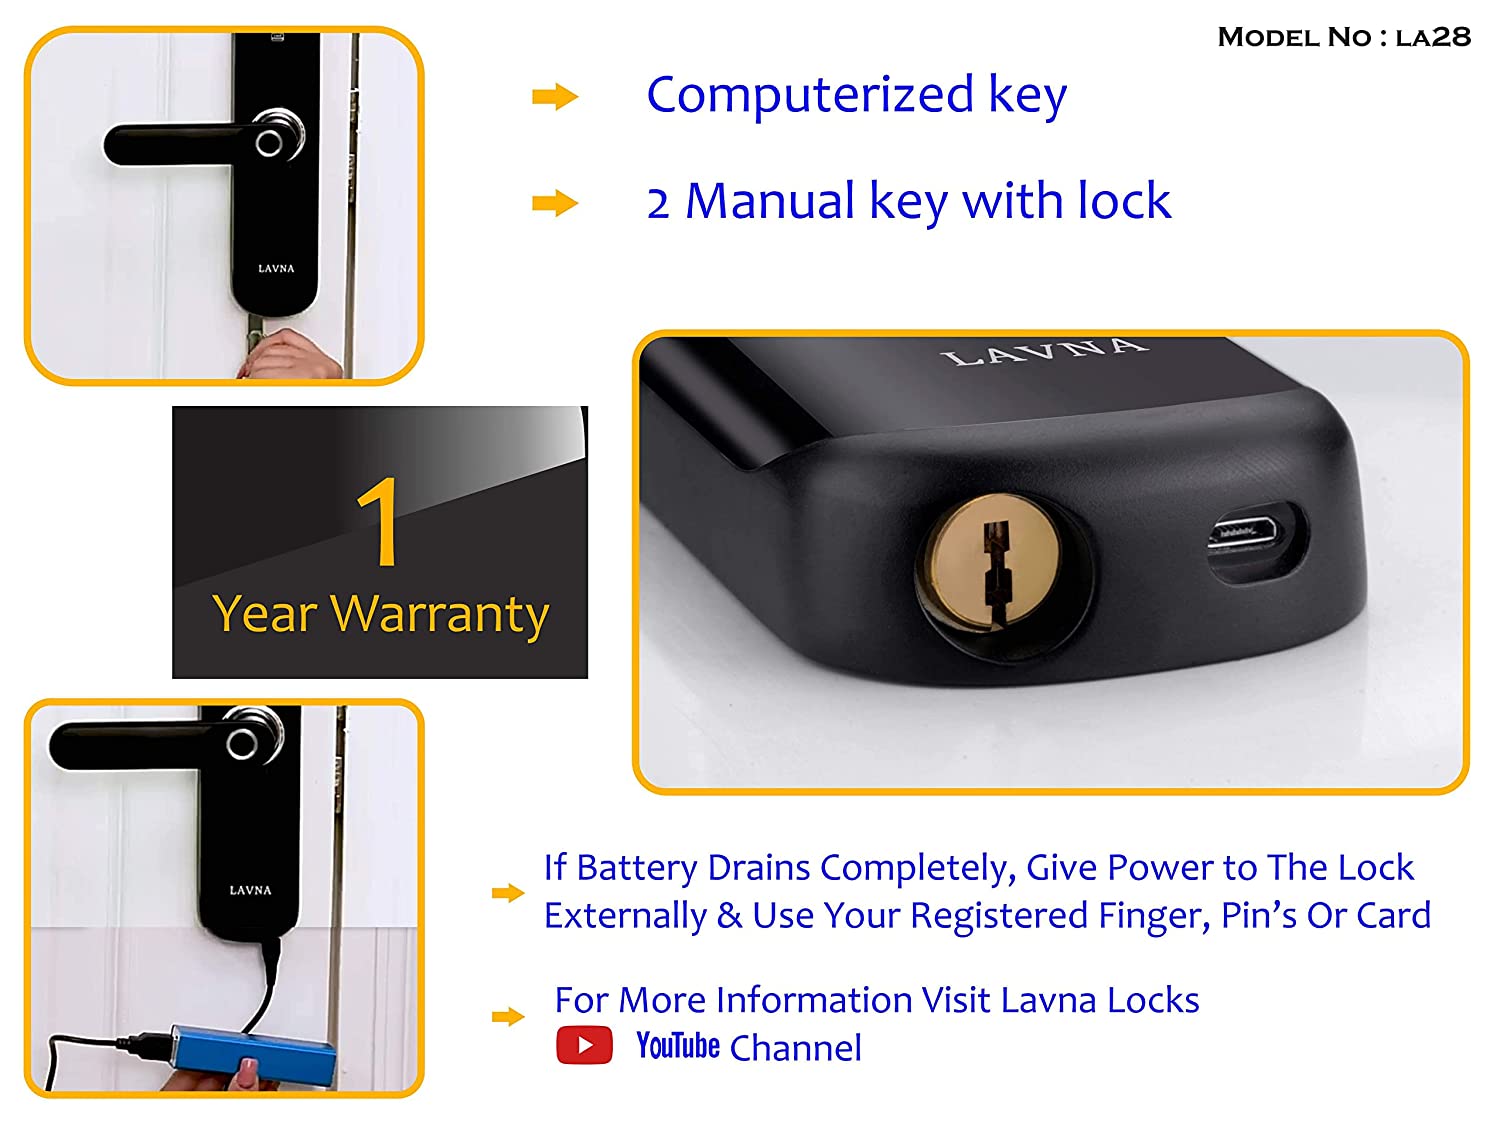 MODEL NO : LA28
Computerized key
2 Manual key with lock
LAVNA
LAVNA
1
Year Warranty
LAVNA
If Battery Drains Completely, Give Power to The Lock
Externally & Use Your Registered Finger, Pin’s Or Card
For More Information Visit Lavna Locks
YouTube Channel